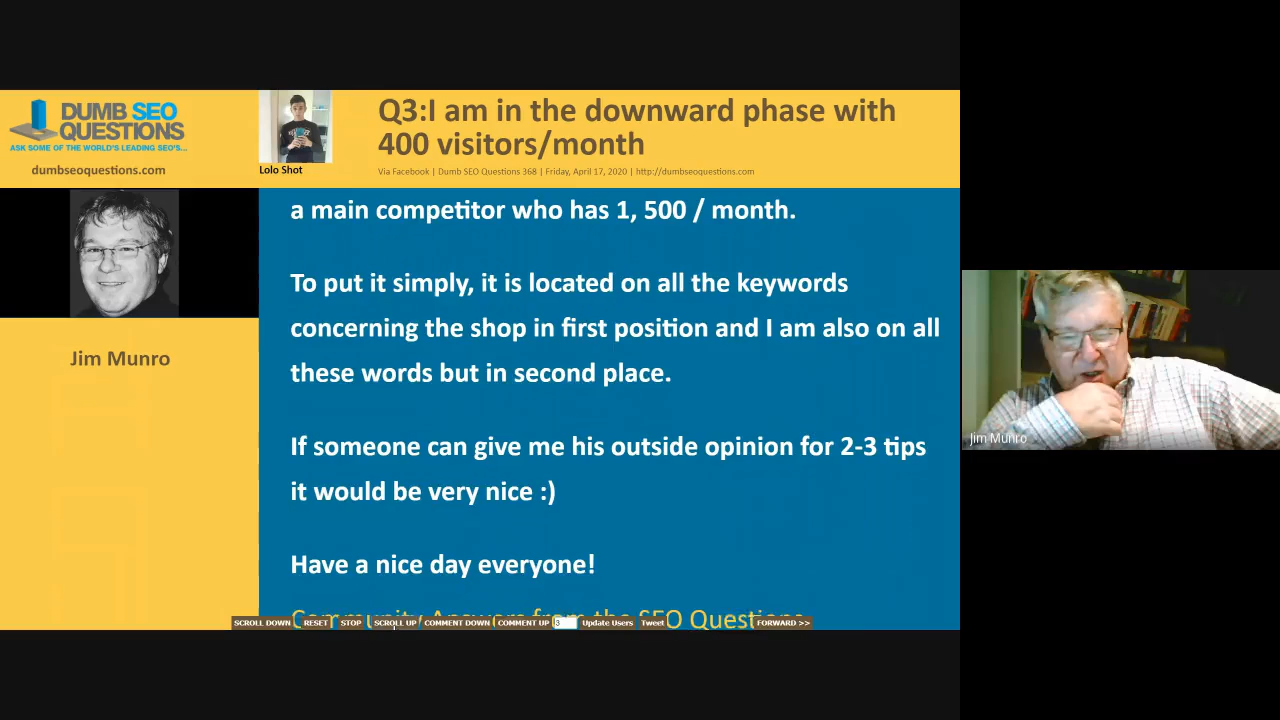 DUMB SEO
QUESTIONS
ASK SOME OF THE WORLD'S LEADING SEO'S...
dumbseoquestions.com
Lolo Shot
Q3:I am in the downward phase with
400 visitors/month
Via Facebook | Dumb SEO Questions 368 | Friday, April 17, 2020 | http://dumbseoquestions.com
Jim Munro
a main competitor who has 1, 500 / month.
To put it simply, it is located on all the keywords
concerning the shop in first position and I am also on all
these words but in second place.
If someone can give me his outside opinion for 2-3 tips
it would be very nice :)
Have a nice day everyone!
Community Answers from the SEO Questions
SCROLL DOWN RESET STOP SCROLL UP COMMENT DOWN COMMENT UP 3 Update Users Tweet FORWARD >>
Jim Munro